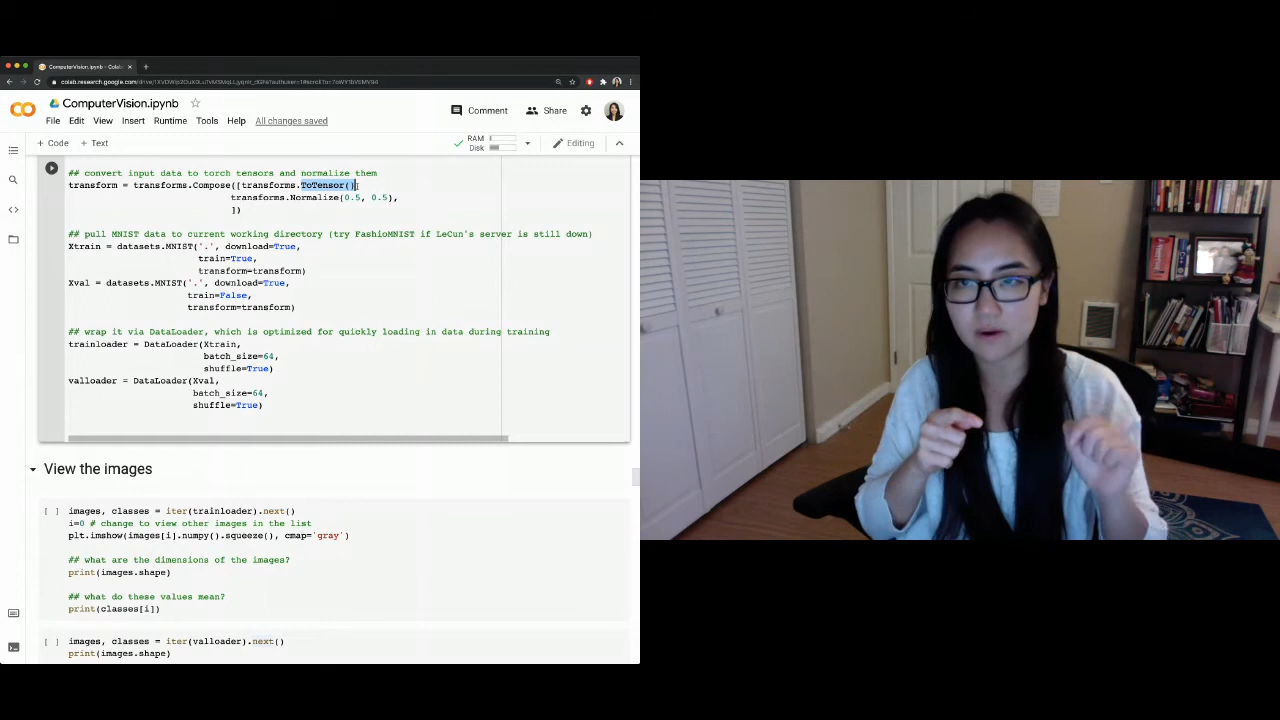 ComputerVision.ipynb - Colab
ComputerVision.ipynb
Comment
Share
File Edit View Insert Runtime Tools Help All changes saved
+ Code + Text
RAM
Disk
Editing
## convert input data to torch tensors and normalize them
transform = transforms.Compose([transforms.ToTensor()
transforms.Normalize(0.5, 0.5),
])
## pull MNIST data to current working directory (try FashioMNIST if LeCun's server is still down)
Xtrain = datasets.MNIST('.', download=True,
train=True,
transform=transform)
Xval = datasets.MNIST('.', download=True,
train=False,
transform=transform)
## wrap it via DataLoader, which is optimized for quickly loading in data during training
trainloader = DataLoader(Xtrain,
batch_size=64,
shuffle=True)
valloader = DataLoader(Xval,
batch_size=64,
shuffle=True)
View the images
[ ] images, classes = iter(trainloader).next()
i=0 # change to view other images in the list
plt.imshow(images[i].numpy().squeeze(), cmap='gray')
## what are the dimensions of the images?
print(images.shape)
## what do these values mean?
print(classes[i])
[ ] images, classes = iter(valloader).next()
print(images.shape)